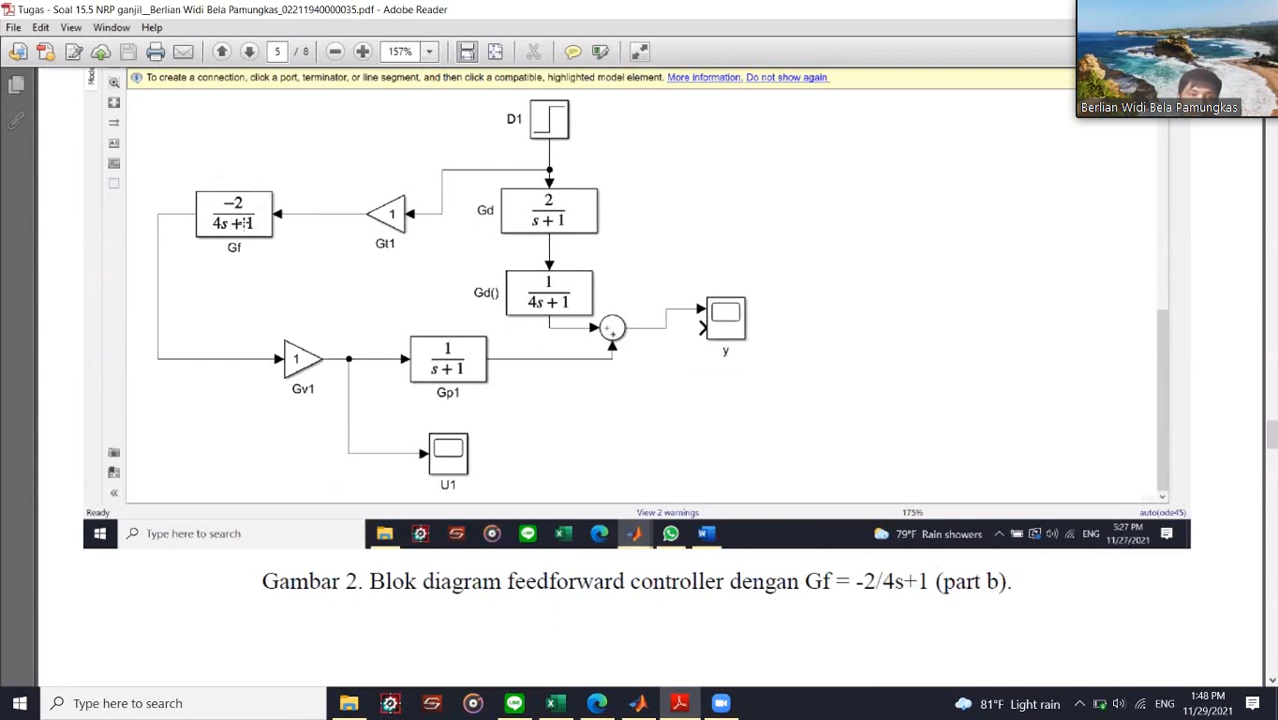 Tugas - Soal 15.5 NRP ganjil__Berlian Widi Bela Pamungkas_02211940000035.pdf - Adobe Reader
File Edit View Window Help
5 / 8 157%
To create a connection, click a port, terminator, or line segment, and then click a compatible, highlighted model element. More information. Do not show again
Berlian Widi Bela Pamungkas
D1
-2
4s + 1
Gf
1
Gt1
Gd
2
s + 1
Gd()
1
4s + 1
+
+
y
1
Gv1
1
s + 1
Gp1
U1
Ready View 2 warnings 175% auto(ode45)
Type here to search
79°F Rain showers ENG 5:27 PM
11/27/2021
Gambar 2. Blok diagram feedforward controller dengan Gf = -2/4s+1 (part b).
Type here to search
81°F Light rain ENG 1:48 PM
11/29/2021